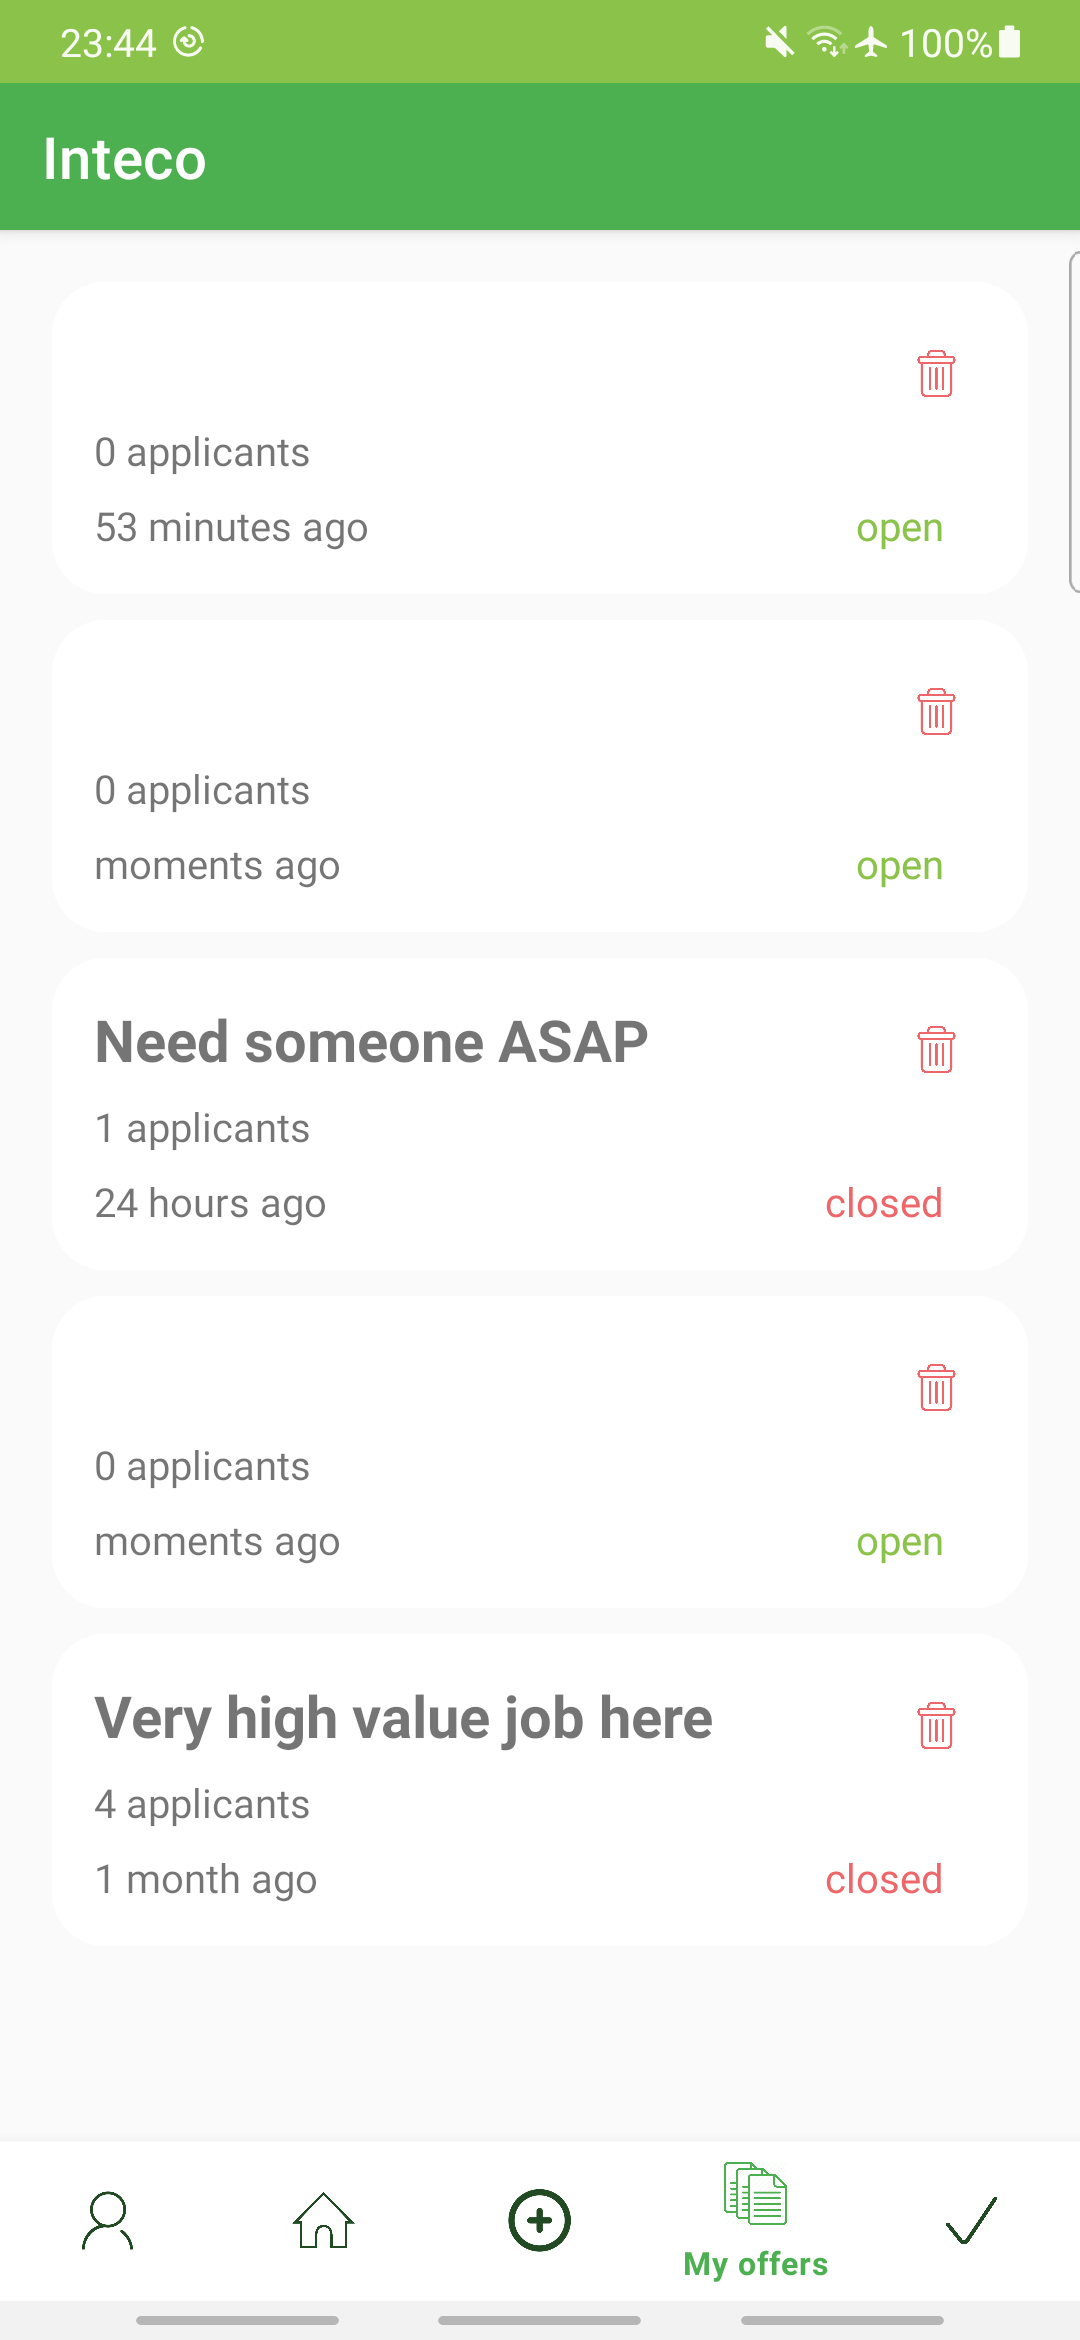 23:44
100%
Inteco
0 applicants
53 minutes ago
open
0 applicants
moments ago
open
Need someone ASAP
1 applicants
24 hours ago
closed
0 applicants
moments ago
open
Very high value job here
4 applicants
1 month ago
closed
My offers